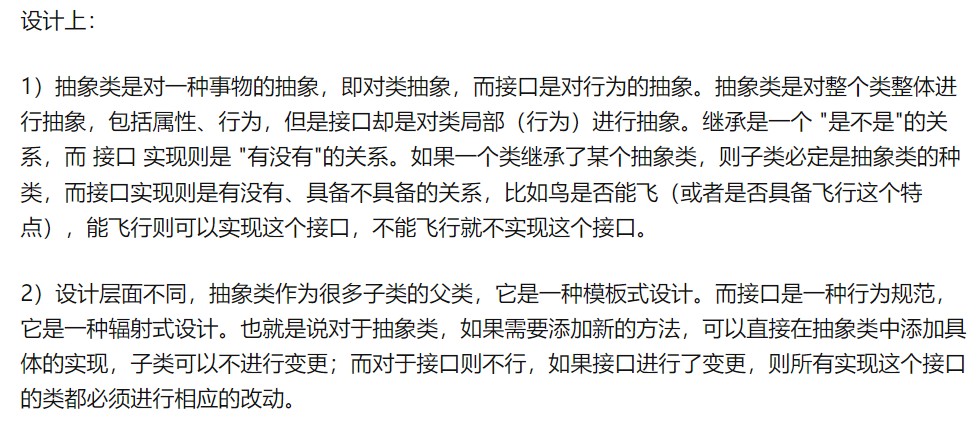 设计上：
1）抽象类是对一种事物的抽象，即对类抽象，而接口是对行为的抽象。抽象类是对整个类整体进
行抽象，包括属性、行为，但是接口却是对类局部（行为）进行抽象。继承是一个 "是不是"的关
系，而 接口 实现则是 "有没有"的关系。如果一个类继承了某个抽象类，则子类必定是抽象类的种
类，而接口实现则是有没有、具备不具备的关系，比如鸟是否能飞（或者是否具备飞行这个特
点），能飞行则可以实现这个接口，不能飞行就不实现这个接口。
2）设计层面不同，抽象类作为很多子类的父类，它是一种模板式设计。而接口是一种行为规范，
它是一种辐射式设计。也就是说对于抽象类，如果需要添加新的方法，可以直接在抽象类中添加具
体的实现，子类可以不进行变更；而对于接口则不行，如果接口进行了变更，则所有实现这个接口
的类都必须进行相应的改动。